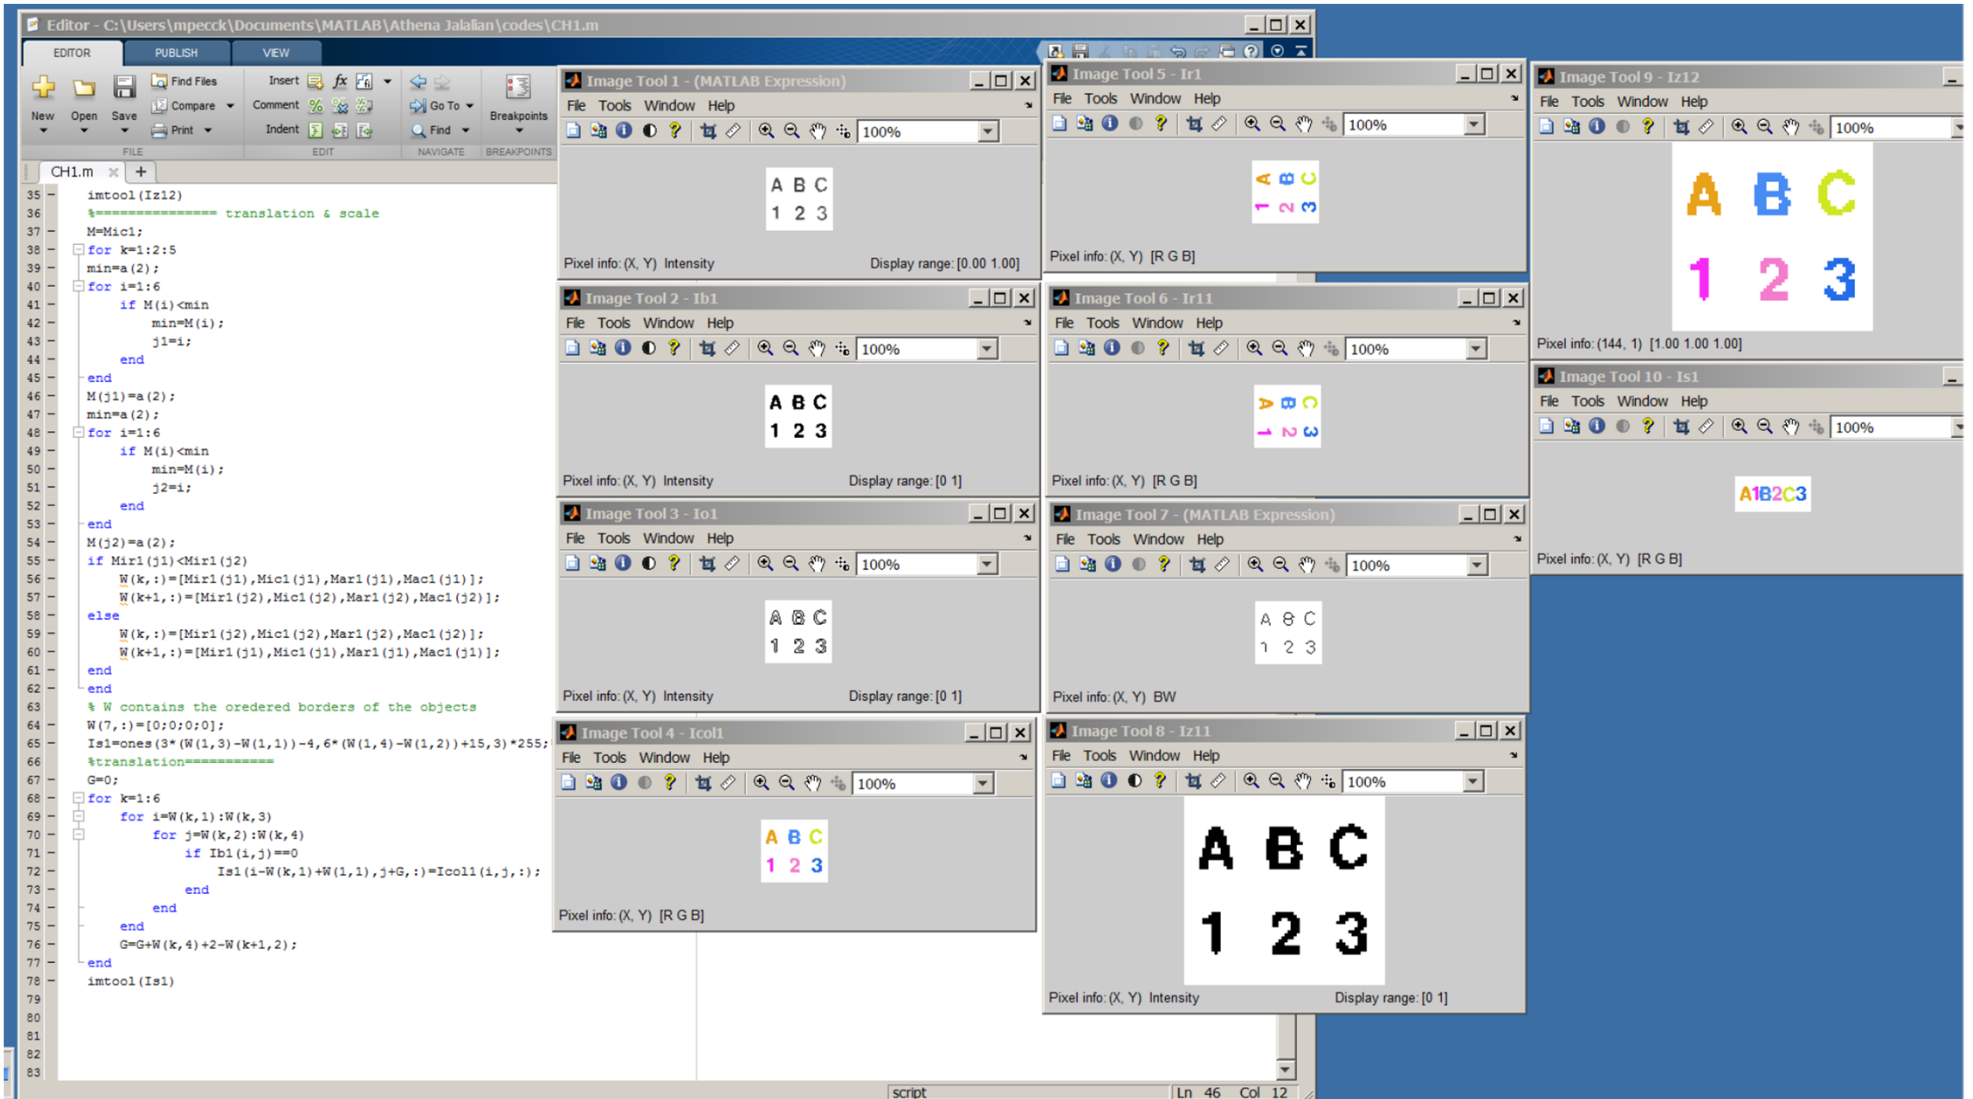 Editor - C:\Users\mpecck\Documents\MATLAB\Athena Jalalian\codes\CH1.m
EDITOR PUBLISH VIEW
New Open Save
Find Files
Compare
Print
FILE
Insert fx
Comment
Indent
EDIT
Go To
Find
NAVIGATE
Breakpoints
BREAKPOINTS
CH1.m
35 - imtool(Iz12)
36 %=============== translation & scale
37 - M=Mic1;
38 - for k=1:2:5
39 - min=a(2);
40 - for i=1:6
41 - if M(i)<min
42 - min=M(i);
43 - j1=i;
44 - end
45 - end
46 - M(j1)=a(2);
47 - min=a(2);
48 - for i=1:6
49 - if M(i)<min
50 - min=M(i);
51 - j2=i;
52 - end
53 - end
54 - M(j2)=a(2);
55 - if Mir1(j1)<Mir1(j2)
56 - W(k,:)=[Mir1(j1),Mic1(j1),Mar1(j1),Mac1(j1)];
57 - W(k+1,:)=[Mir1(j2),Mic1(j2),Mar1(j2),Mac1(j2)];
58 - else
59 - W(k,:)=[Mir1(j2),Mic1(j2),Mar1(j2),Mac1(j2)];
60 - W(k+1,:)=[Mir1(j1),Mic1(j1),Mar1(j1),Mac1(j1)];
61 - end
62 - end
63 % W contains the oredered borders of the objects
64 - W(7,:)=[0;0;0;0];
65 - Is1=ones(3*(W(1,3)-W(1,1))-4,6*(W(1,4)-W(1,2))+15,3)*255;
66 %translation===========
67 - G=0;
68 - for k=1:6
69 - for i=W(k,1):W(k,3)
70 - for j=W(k,2):W(k,4)
71 - if Ib1(i,j)==0
72 - Is1(i-W(k,1)+W(1,1),j+G,:)=Icol1(i,j,:);
73 - end
74 - end
75 - end
76 - G=G+W(k,4)+2-W(k+1,2);
77 - end
78 - imtool(Is1)
79
80
81
82
83
script
Ln 46 Col 12
Image Tool 1 - (MATLAB Expression)
File Tools Window Help
100%
A B C
1 2 3
Pixel info: (X, Y) Intensity
Display range: [0.00 1.00]
Image Tool 2 - Ib1
File Tools Window Help
100%
A B C
1 2 3
Pixel info: (X, Y) Intensity
Display range: [0 1]
Image Tool 3 - Io1
File Tools Window Help
100%
A B C
1 2 3
Pixel info: (X, Y) Intensity
Display range: [0 1]
Image Tool 4 - Icol1
File Tools Window Help
100%
A B C
1 2 3
Pixel info: (X, Y) [R G B]
Image Tool 5 - Ir1
File Tools Window Help
100%
A B C
1 2 3
Pixel info: (X, Y) [R G B]
Image Tool 6 - Ir11
File Tools Window Help
100%
A B C
1 2 3
Pixel info: (X, Y) [R G B]
Image Tool 7 - (MATLAB Expression)
File Tools Window Help
100%
A B C
1 2 3
Pixel info: (X, Y) BW
Image Tool 8 - Iz11
File Tools Window Help
100%
A B C
1 2 3
Pixel info: (X, Y) Intensity
Display range: [0 1]
Image Tool 9 - Iz12
File Tools Window Help
100%
A B C
1 2 3
Pixel info: (144, 1) [1.00 1.00 1.00]
Image Tool 10 - Is1
File Tools Window Help
100%
A1B2C3
Pixel info: (X, Y) [R G B]